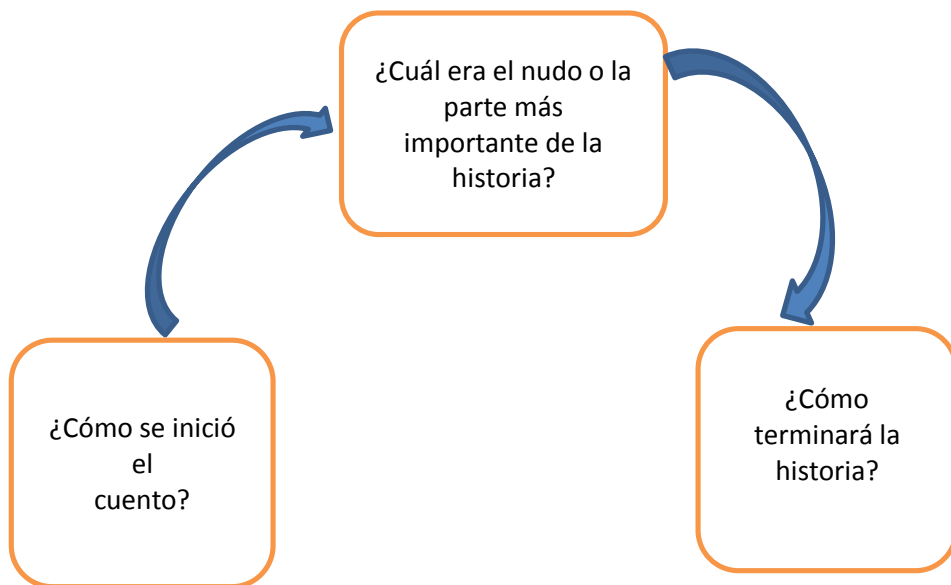 ¿Cuál era el nudo o la
parte más
importante de la
historia?
¿Cómo se inició
el
cuento?
¿Cómo
terminará la
historia?